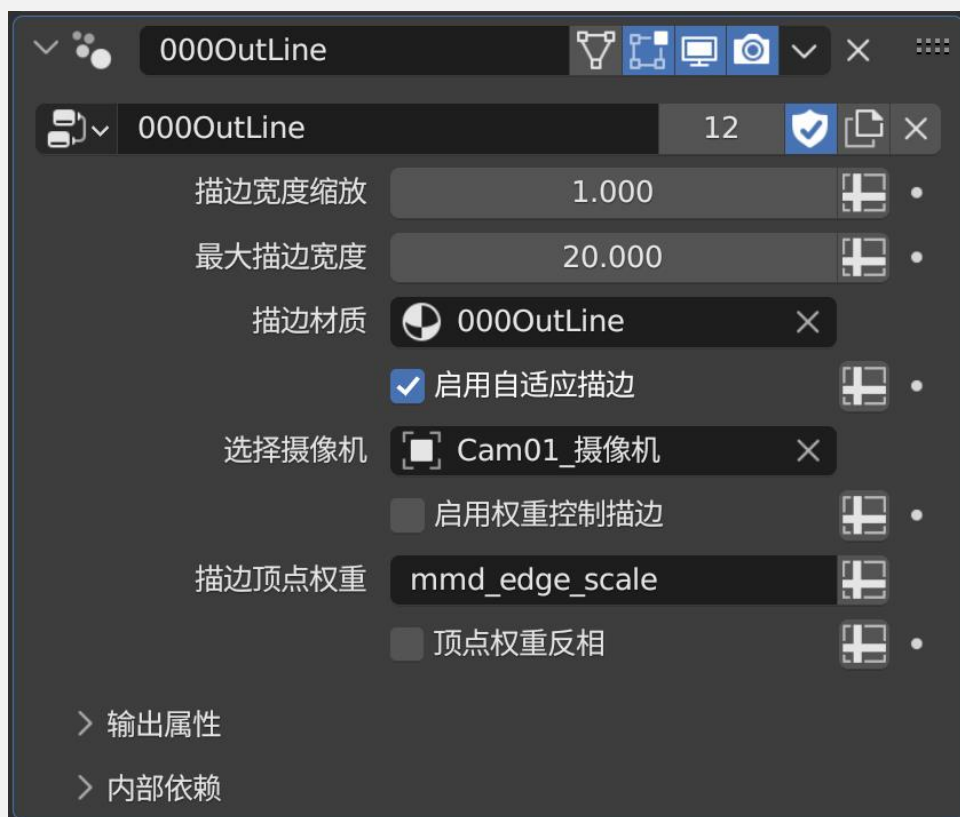 000OutLine
000OutLine 12
描边宽度缩放 1.000
最大描边宽度 20.000
描边材质 000OutLine
启用自适应描边
选择摄像机 Cam01_摄像机
启用权重控制描边
描边顶点权重 mmd_edge_scale
顶点权重反相
输出属性
内部依赖